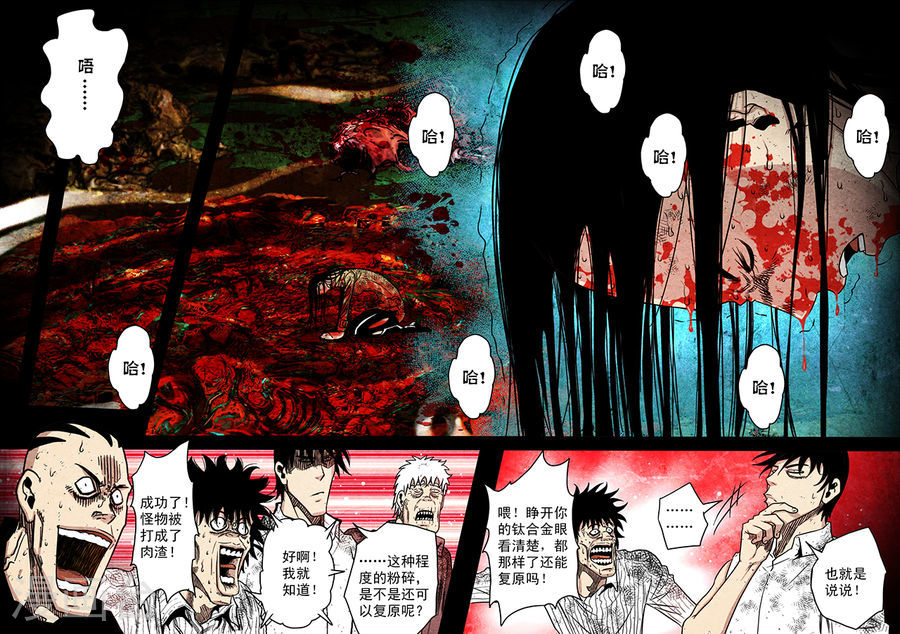 哈!
哈!
哈!
哈!
哈!
哈!
唔
……
哈!
成功了!
怪物被
打成了
肉渣!
好啊!
我就
知道!
……这种程
度的粉碎,
是不是还可
以复原呢?
喂!睁开你
的钛合金眼
看清楚,都
那样了还能
复原吗!
……
……
也就是
说说!